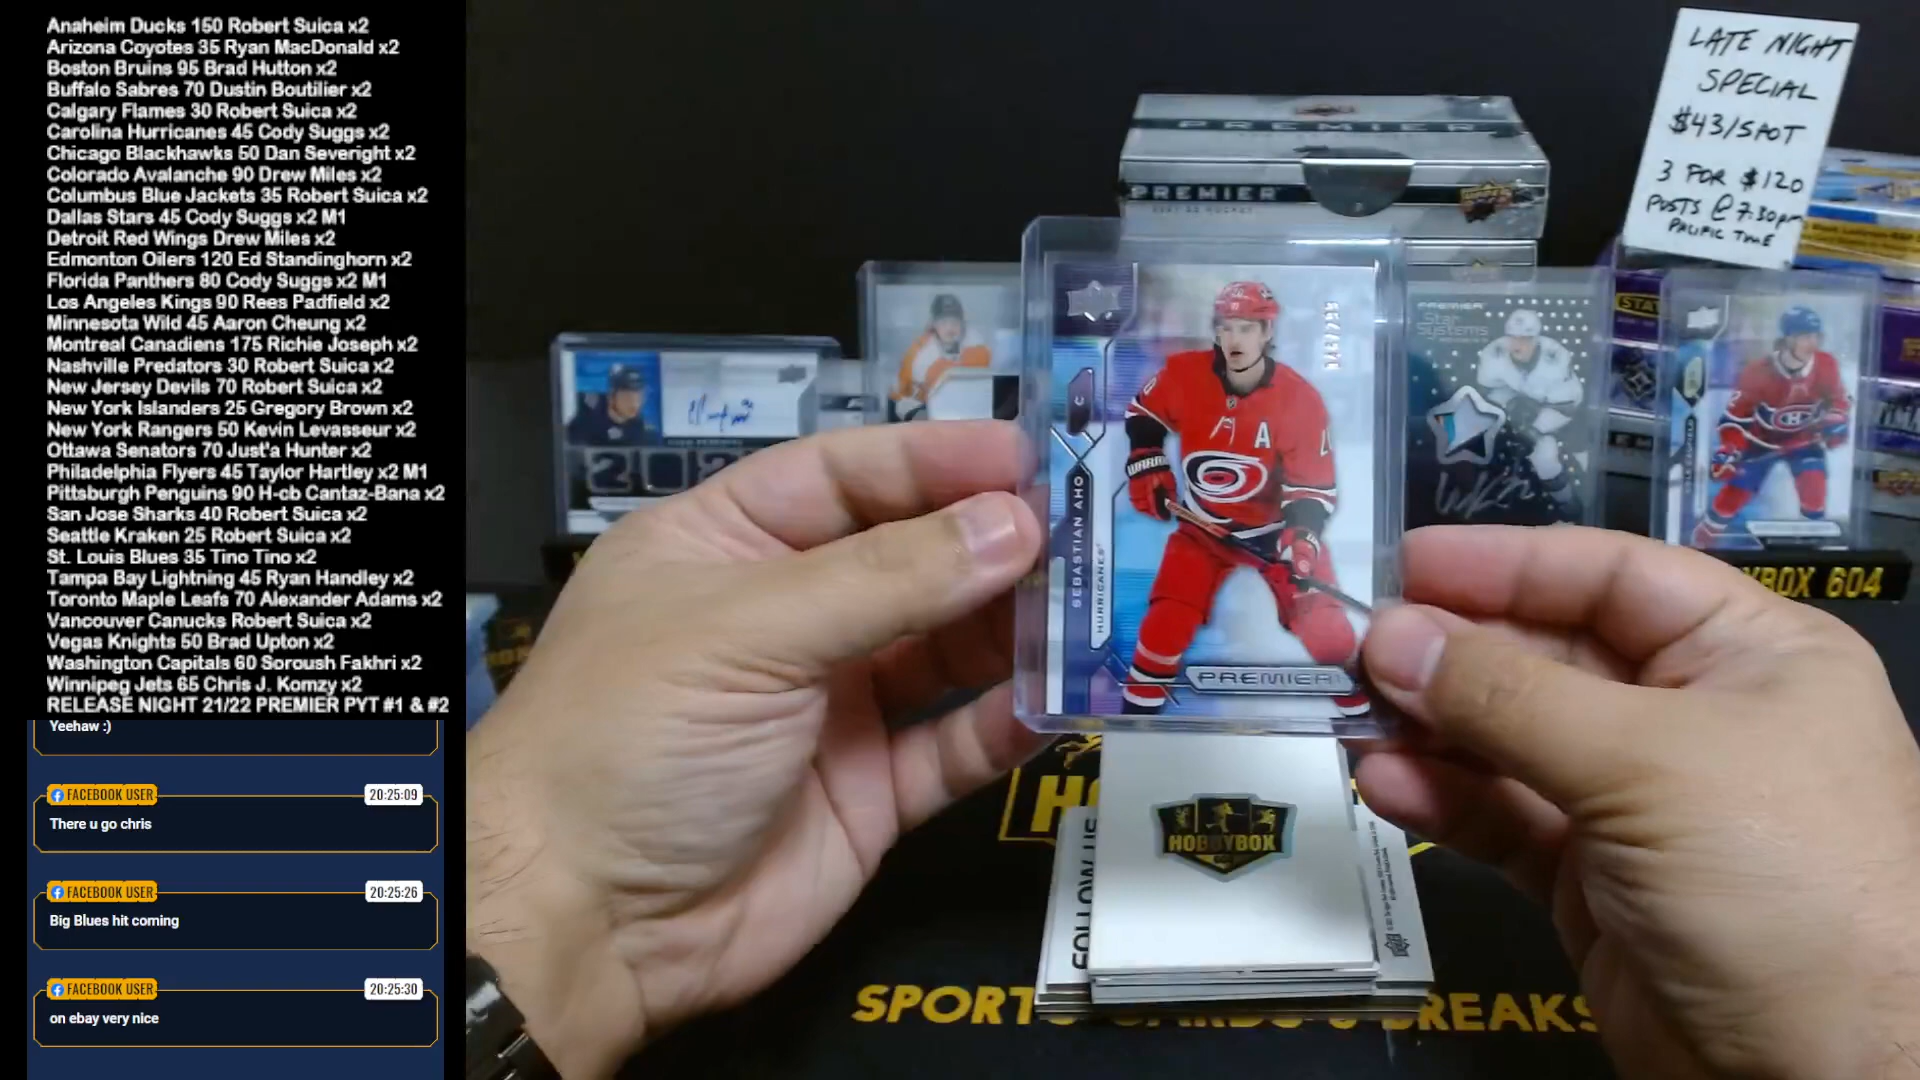 Anaheim Ducks 150 Robert Suica x2
Arizona Coyotes 35 Ryan MacDonald x2
Boston Bruins 95 Brad Hutton x2
Buffalo Sabres 70 Dustin Boutilier x2
Calgary Flames 30 Robert Suica x2
Carolina Hurricanes 45 Cody Suggs x2
Chicago Blackhawks 50 Dan Severight x2
Colorado Avalanche 90 Drew Miles x2
Columbus Blue Jackets 35 Robert Suica x2
Dallas Stars 45 Cody Suggs x2 M1
Detroit Red Wings Drew Miles x2
Edmonton Oilers 120 Ed Standinghorn x2
Florida Panthers 80 Cody Suggs x2 M1
Los Angeles Kings 90 Rees Padfield x2
Minnesota Wild 45 Aaron Cheung x2
Montreal Canadiens 175 Richie Joseph x2
Nashville Predators 30 Robert Suica x2
New Jersey Devils 70 Robert Suica x2
New York Islanders 25 Gregory Brown x2
New York Rangers 50 Kevin Levasseur x2
Ottawa Senators 70 Just'a Hunter x2
Philadelphia Flyers 45 Taylor Hartley x2 M1
Pittsburgh Penguins 90 H-cb Cantaz-Bana x2
San Jose Sharks 40 Robert Suica x2
Seattle Kraken 25 Robert Suica x2
St. Louis Blues 35 Tino Tino x2
Tampa Bay Lightning 45 Ryan Handley x2
Toronto Maple Leafs 70 Alexander Adams x2
Vancouver Canucks Robert Suica x2
Vegas Knights 50 Brad Upton x2
Washington Capitals 60 Soroush Fakhri x2
Winnipeg Jets 65 Chris J. Komzy x2
RELEASE NIGHT 21/22 PREMIER PYT #1 & #2
Yeehaw :)
FACEBOOK USER 20:25:09
There u go chris
FACEBOOK USER 20:25:26
Big Blues hit coming
FACEBOOK USER 20:25:30
on ebay very nice
LATE NIGHT
SPECIAL
$43/SPOT
3 FOR $120
POSTS @ 7:30pm
PACIFIC TIME
PREMIER
PREMIER
PREMIER
Star
Systems
SEBASTIAN AHO
HURRICANES
C
A
WARRIOR
PREMIER
YBOX 604
HOBBYBOX
FOLLOW US
SPORT
BREAKS